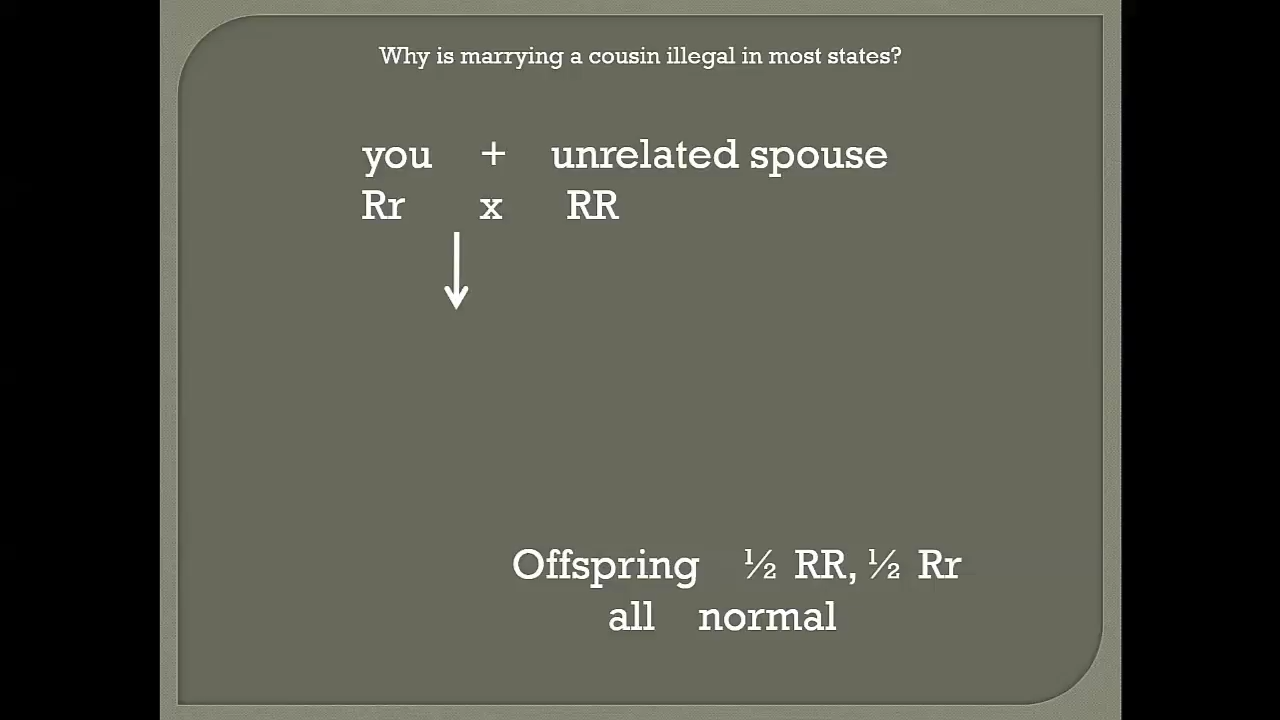 Why is marrying a cousin illegal in most states?
you + unrelated spouse
Rr x RR
Offspring ½ RR, ½ Rr
all normal